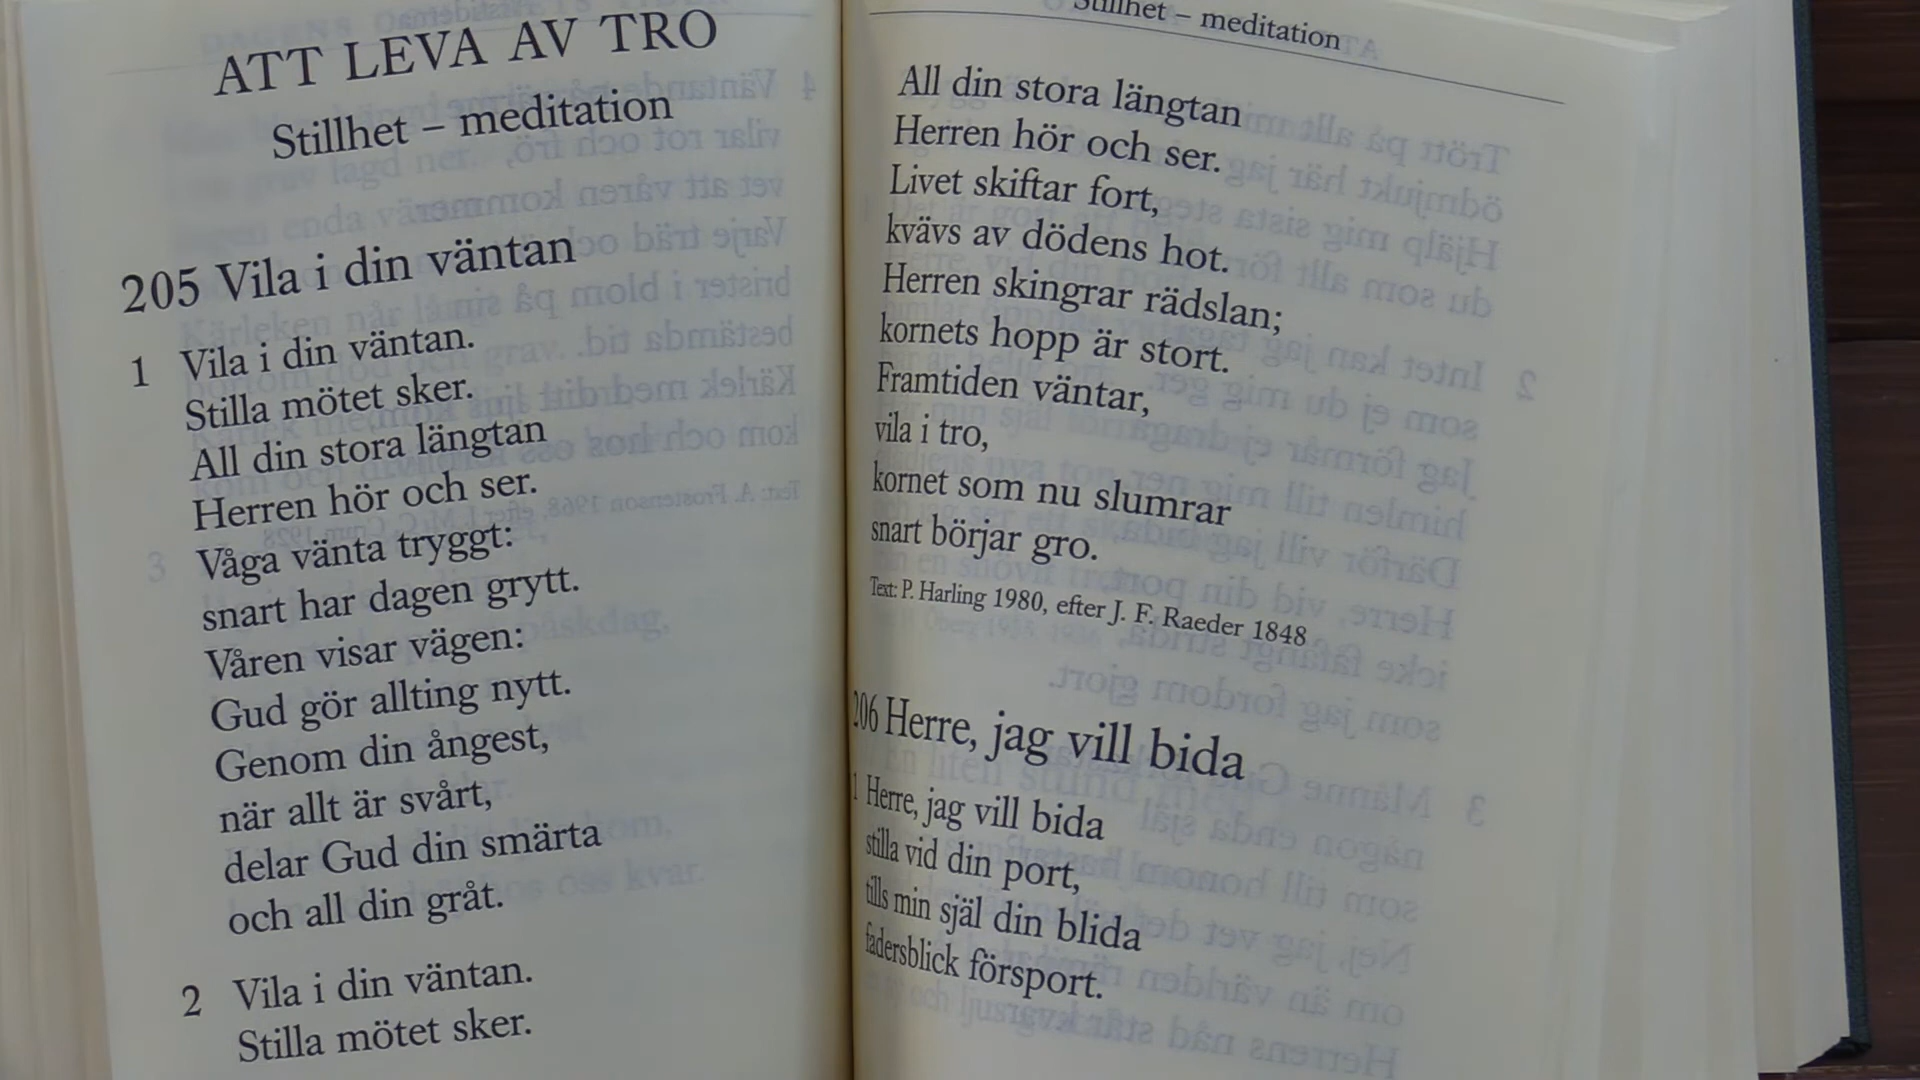 ATT LEVA AV TRO
Stillhet – meditation
205 Vila i din väntan
1 Vila i din väntan.
Stilla mötet sker.
All din stora längtan
Herren hör och ser.
Våga vänta tryggt:
snart har dagen grytt.
Våren visar vägen:
Gud gör allting nytt.
Genom din ångest,
när allt är svårt,
delar Gud din smärta
och all din gråt.
2 Vila i din väntan.
Stilla mötet sker.
Stillhet – meditation
All din stora längtan
Herren hör och ser.
Livet skiftar fort,
kvävs av dödens hot.
Herren skingrar rädslan;
kornets hopp är stort.
Framtiden väntar,
vila i tro,
kornet som nu slumrar
snart börjar gro.
Text: P. Harling 1980, efter J. F. Raeder 1848
206 Herre, jag vill bida
1 Herre, jag vill bida
stilla vid din port,
tills min själ din blida
fadersblick försport.